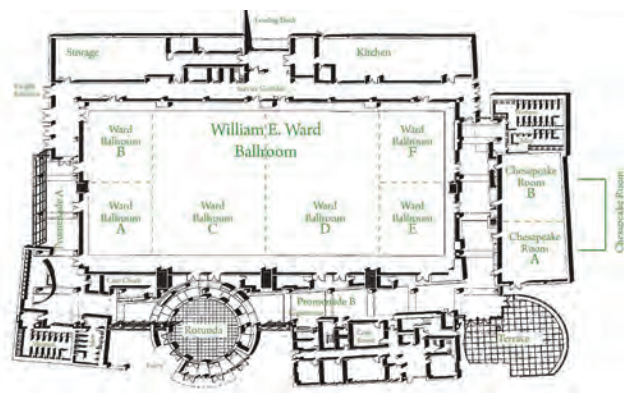 Loading Dock
Storage
Kitchen
Service Corridor
Ward
Ballroom
B
William E. Ward
Ballroom
Ward
Ballroom
F
Promenade A
Ward
Ballroom
A
Ward
Ballroom
C
Ward
Ballroom
D
Ward
Ballroom
E
Chesapeake
Room
B
Chesapeake
Room
A
Chesapeake Room
Coat Check
Promenade B
Rotunda
Terrace
Entry